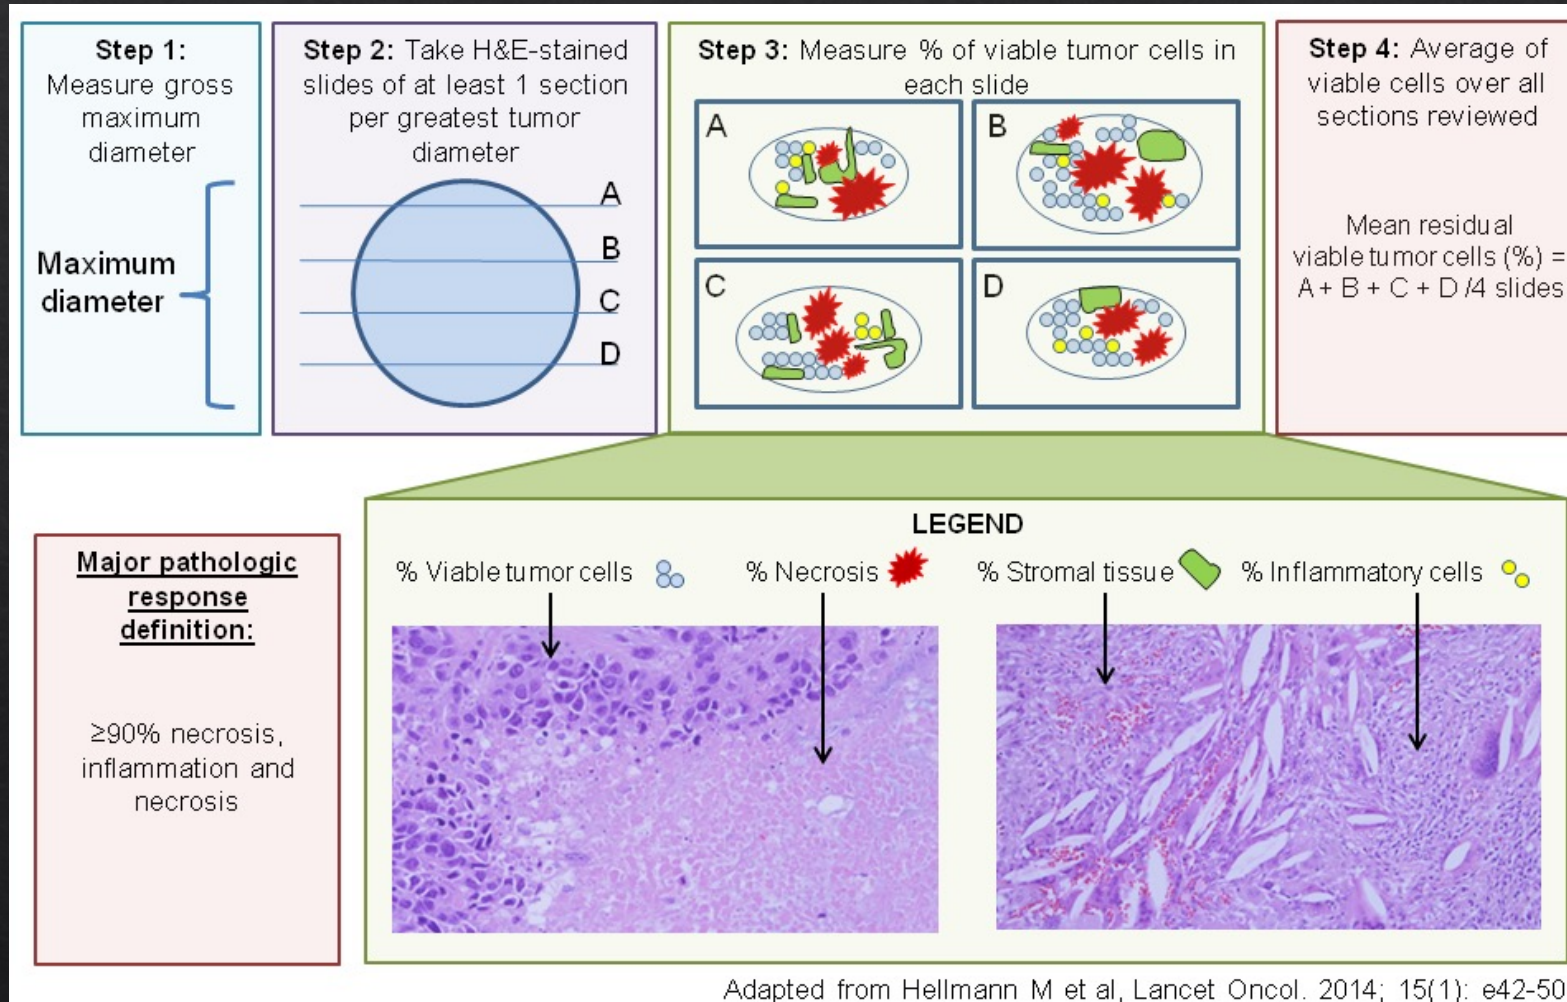 Step 1:
Measure gross
maximum
diameter
Maximum
diameter
Step 2: Take H&E-stained
slides of at least 1 section
per greatest tumor
diameter
A
B
C
D
Step 3: Measure % of viable tumor cells in
each slide
A
B
C
D
Step 4: Average of
viable cells over all
sections reviewed
Mean residual
viable tumor cells (%) =
A + B + C + D /4 slides
Major pathologic
response
definition:
≥90% necrosis,
inflammation and
necrosis
LEGEND
% Viable tumor cells
% Necrosis
% Stromal tissue
% Inflammatory cells
Adapted from Hellmann M et al, Lancet Oncol. 2014; 15(1): e42-50